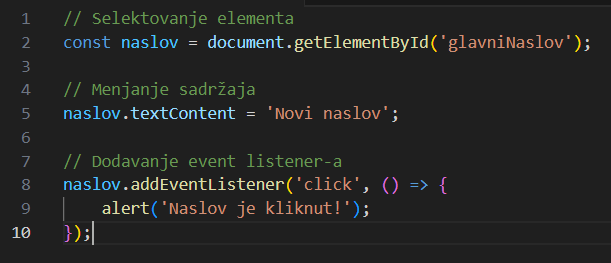 1 // Selektovanje elementa
2 const naslov = document.getElementById('glavniNaslov');
3
4 // Menjanje sadržaja
5 naslov.textContent = 'Novi naslov';
6
7 // Dodavanje event listener-a
8 naslov.addEventListener('click', () => {
9     alert('Naslov je kliknut!');
10 });